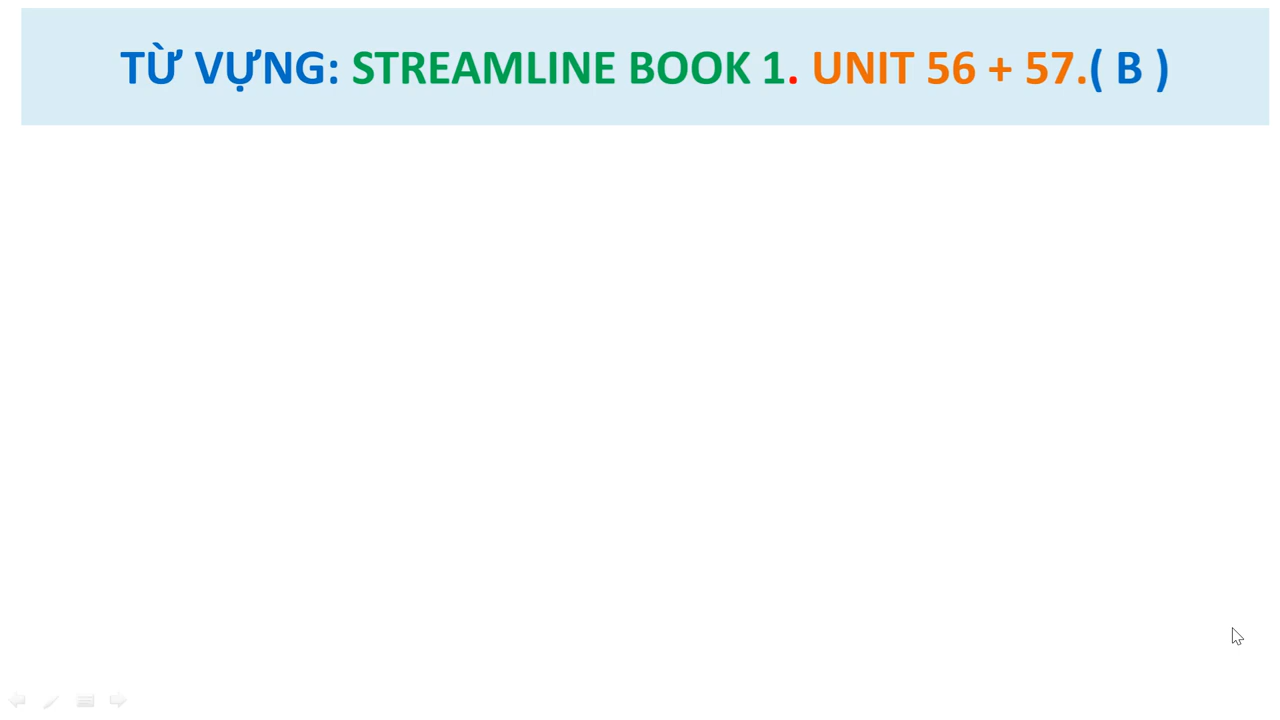 TỪ VỰNG: STREAMLINE BOOK 1. UNIT 56 + 57.( B )